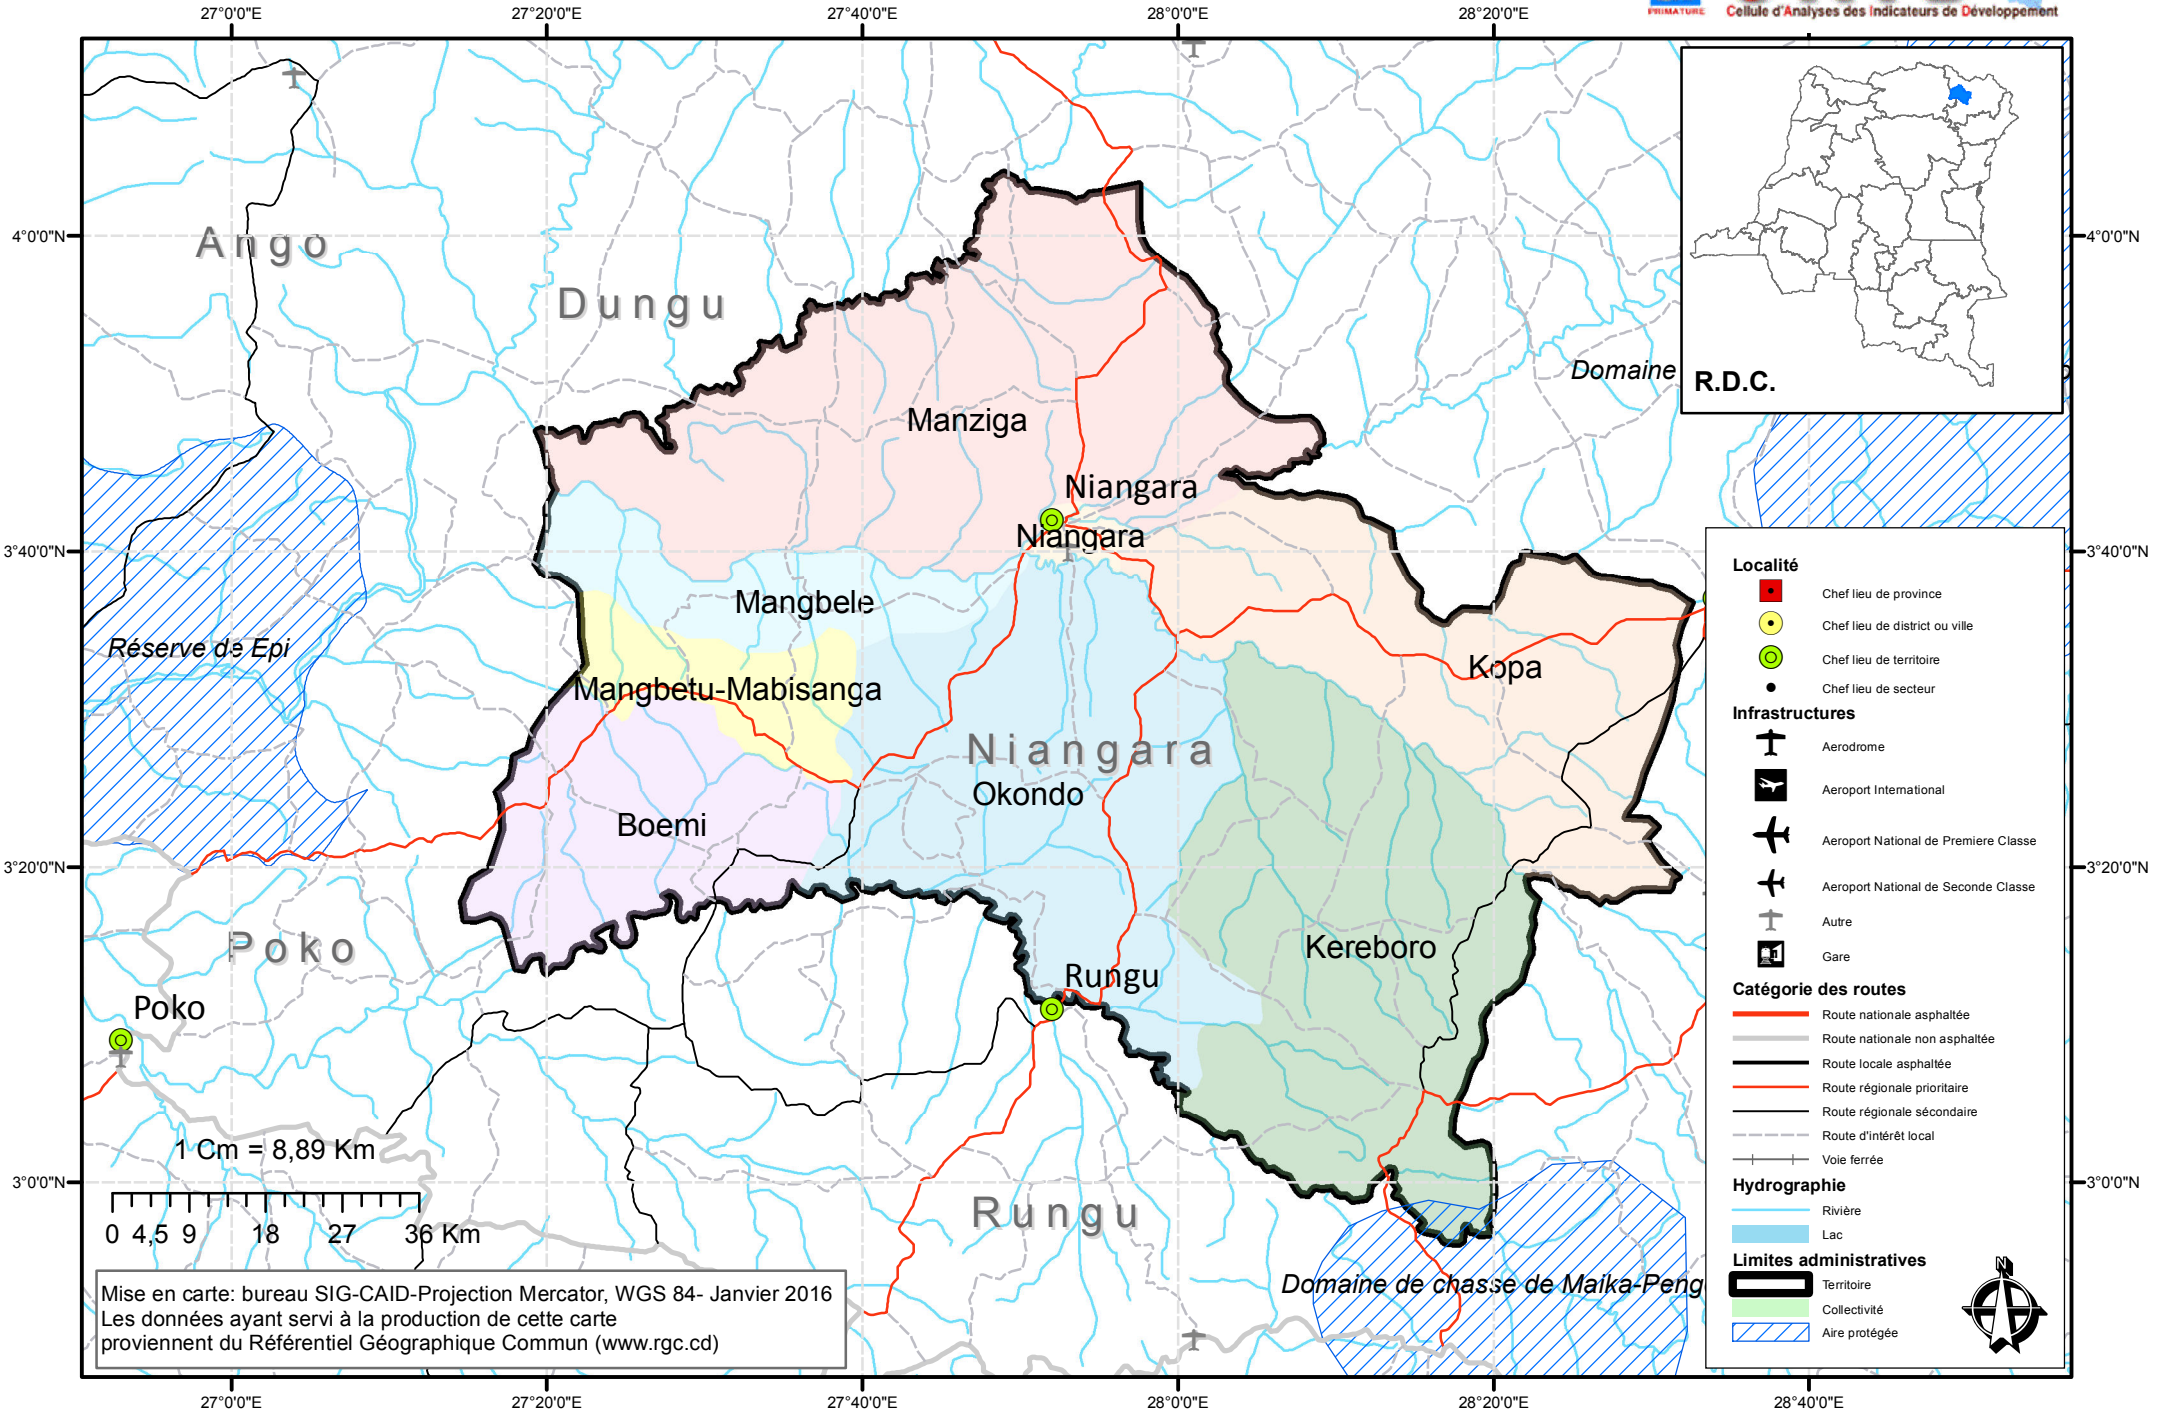 PRIMATURE
Cellule d'Analyses des Indicateurs de Développement
27°0'0"E
27°20'0"E
27°40'0"E
28°0'0"E
28°20'0"E
4°0'0"N
4°0'0"N
3°40'0"N
3°40'0"N
3°20'0"N
3°20'0"N
3°0'0"N
3°0'0"N
R.D.C.
Ango
Dungu
Domaine
Manziga
Niangara
Niangara
Mangbele
Réserve de Epi
Kopa
Mangbetu-Mabisanga
Niangara
Okondo
Boemi
Kereboro
Poko
Rungu
Poko
Rungu
Domaine de chasse de Maika-Peng
1 Cm = 8,89 Km
0 4,5 9 18 27 36 Km
Mise en carte: bureau SIG-CAID-Projection Mercator, WGS 84- Janvier 2016
Les données ayant servi à la production de cette carte
proviennent du Référentiel Géographique Commun (www.rgc.cd)
Localité
Chef lieu de province
Chef lieu de district ou ville
Chef lieu de territoire
Chef lieu de secteur
Infrastructures
Aerodrome
Aeroport International
Aeroport National de Premiere Classe
Aeroport National de Seconde Classe
Autre
Gare
Catégorie des routes
Route nationale asphaltée
Route nationale non asphaltée
Route locale asphaltée
Route régionale prioritaire
Route régionale sécondaire
Route d'intérêt local
Voie ferrée
Hydrographie
Rivière
Lac
Limites administratives
Territoire
Collectivité
Aire protégée
N
27°0'0"E
27°20'0"E
27°40'0"E
28°0'0"E
28°20'0"E
28°40'0"E